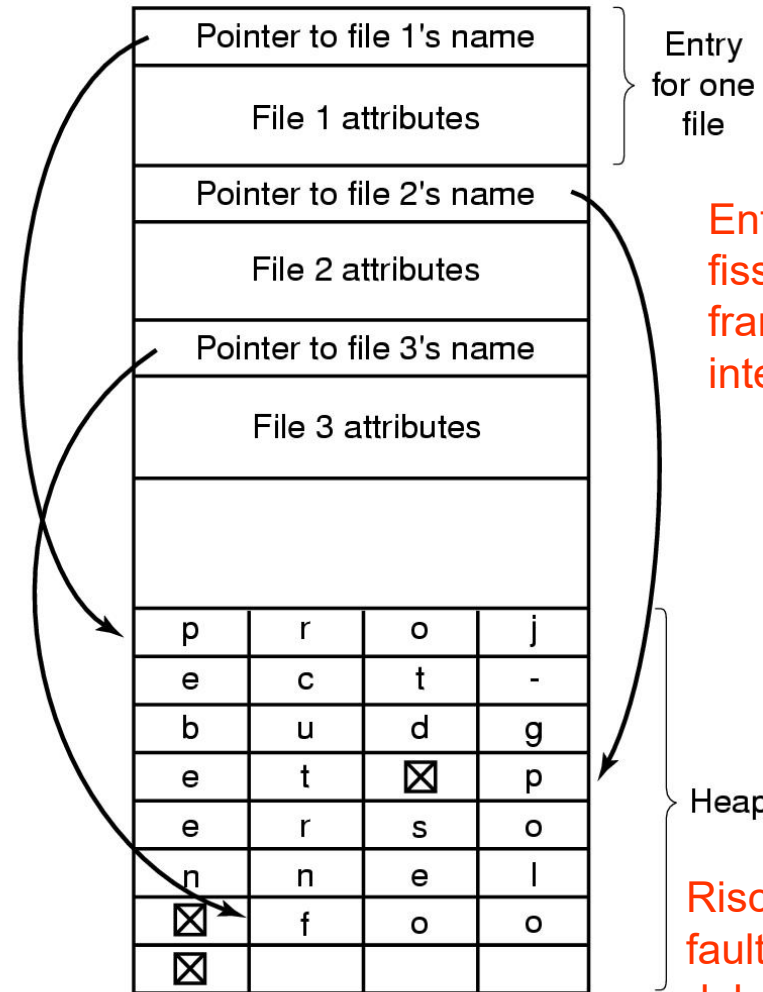 Pointer to file 1's name
Entry
for one
file
File 1 attributes
Pointer to file 2's name
File 2 attributes
Pointer to file 3's name
File 3 attributes
p r o j
e c t -
b u d g
e t ☒ p
e r s o
n n e l
☒ f o o
☒
Heap